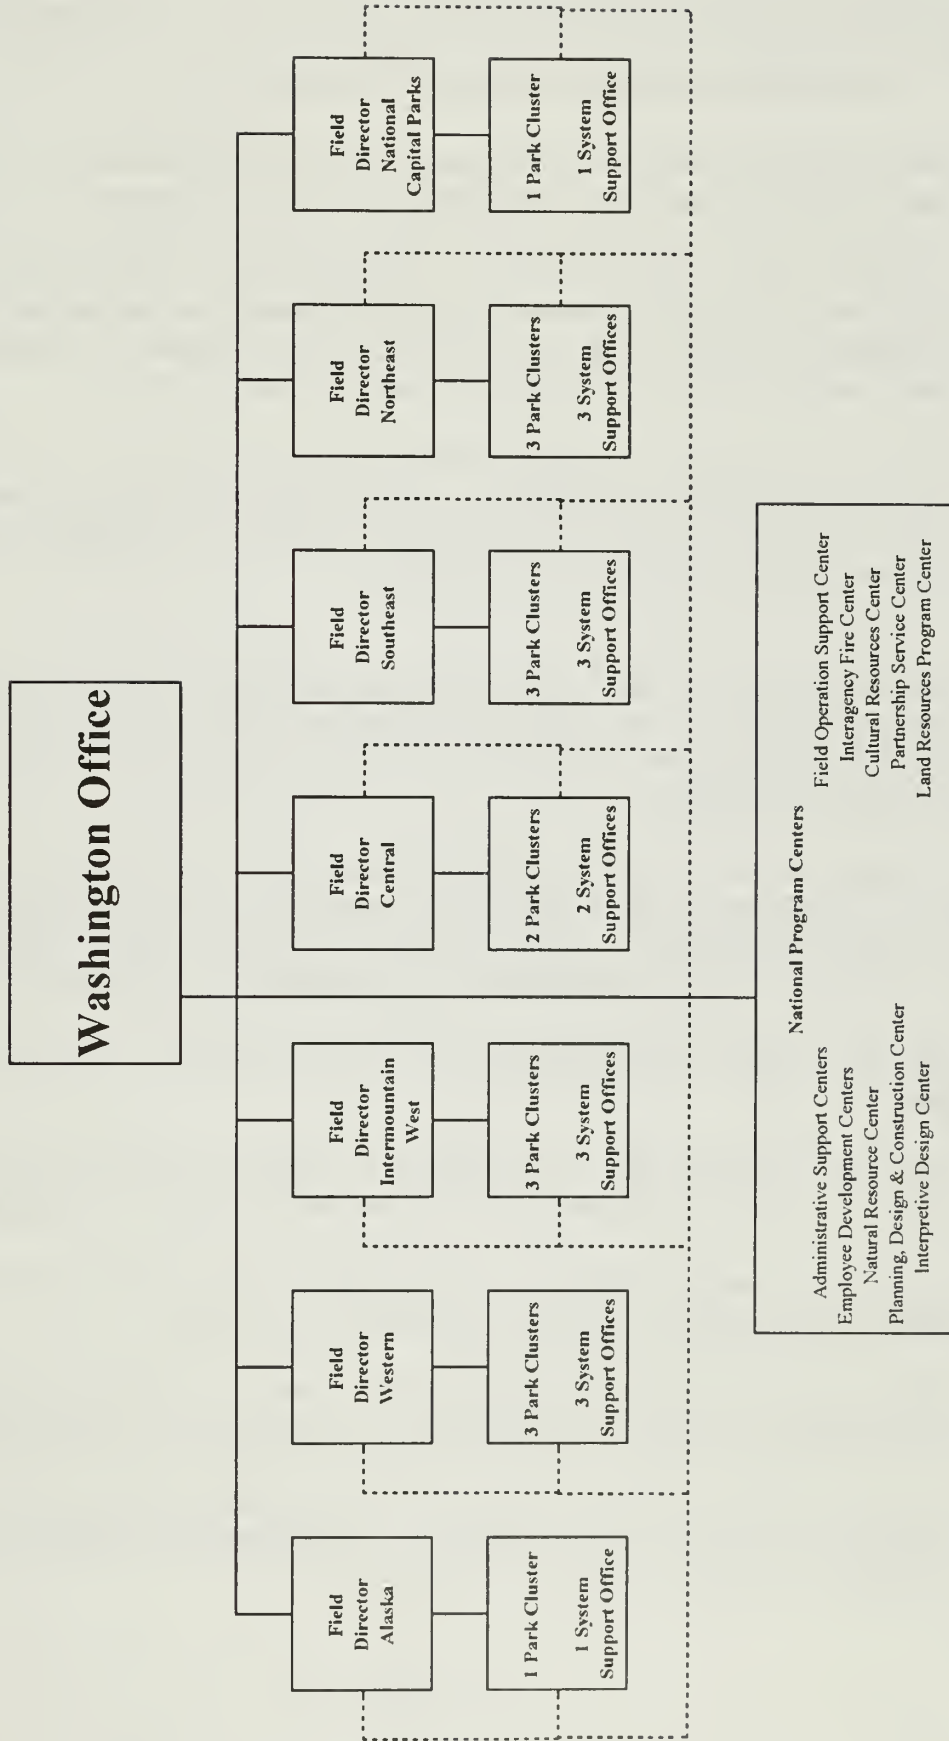 Washington Office
Field
Director
Alaska
1 Park Cluster
1 System
Support Office
Field
Director
Western
3 Park Clusters
3 System
Support Offices
Field
Director
Intermountain
West
3 Park Clusters
3 System
Support Offices
Field
Director
Central
2 Park Clusters
2 System
Support Offices
Field
Director
Southeast
3 Park Clusters
3 System
Support Offices
Field
Director
Northeast
3 Park Clusters
3 System
Support Offices
Field
Director
National
Capital Parks
1 Park Cluster
1 System
Support Office
National Program Centers
Administrative Support Centers
Employee Development Centers
Natural Resource Center
Planning, Design & Construction Center
Interpretive Design Center
Field Operation Support Center
Interagency Fire Center
Cultural Resources Center
Partnership Service Center
Land Resources Program Center